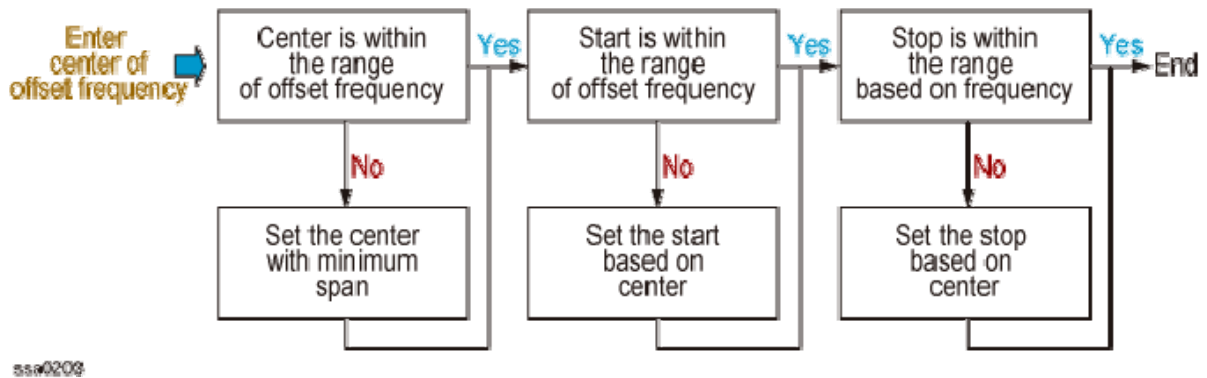 Enter
center of
offset frequency
Center is within
the range
of offset frequency
Yes
Start is within
the range
of offset frequency
Yes
Stop is within
the range
based on frequency
Yes
End
No
No
No
Set the center
with minimum
span
Set the start
based on
center
Set the stop
based on
center
ssa0209